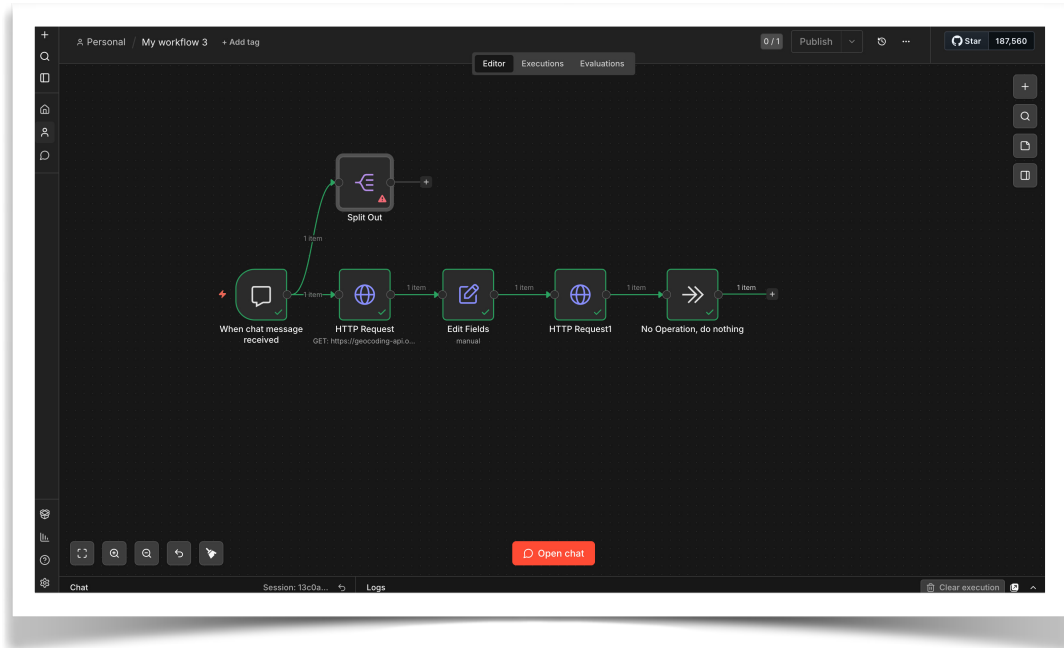 Personal / My workflow 3 + Add tag
0 / 1 Publish ... Star 187,560
Editor Executions Evaluations
Split Out
1 item
1 item
1 item
1 item
1 item
1 item
When chat message
received
HTTP Request
GET: https://geocoding-api.o...
Edit Fields
manual
HTTP Request1
No Operation, do nothing
Open chat
Chat
Session: 13c0a...
Logs
Clear execution